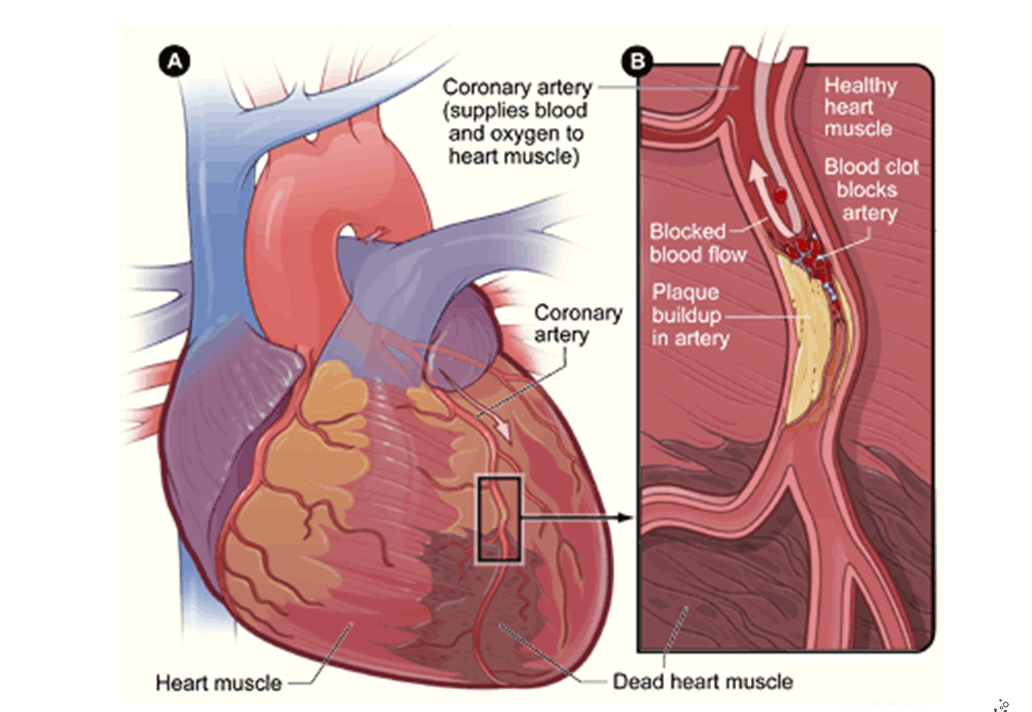 A
Coronary artery
(supplies blood
and oxygen to
heart muscle)
Coronary
artery
Heart muscle
Dead heart muscle
B
Healthy
heart
muscle
Blood clot
blocks
artery
Blocked
blood flow
Plaque
buildup
in artery